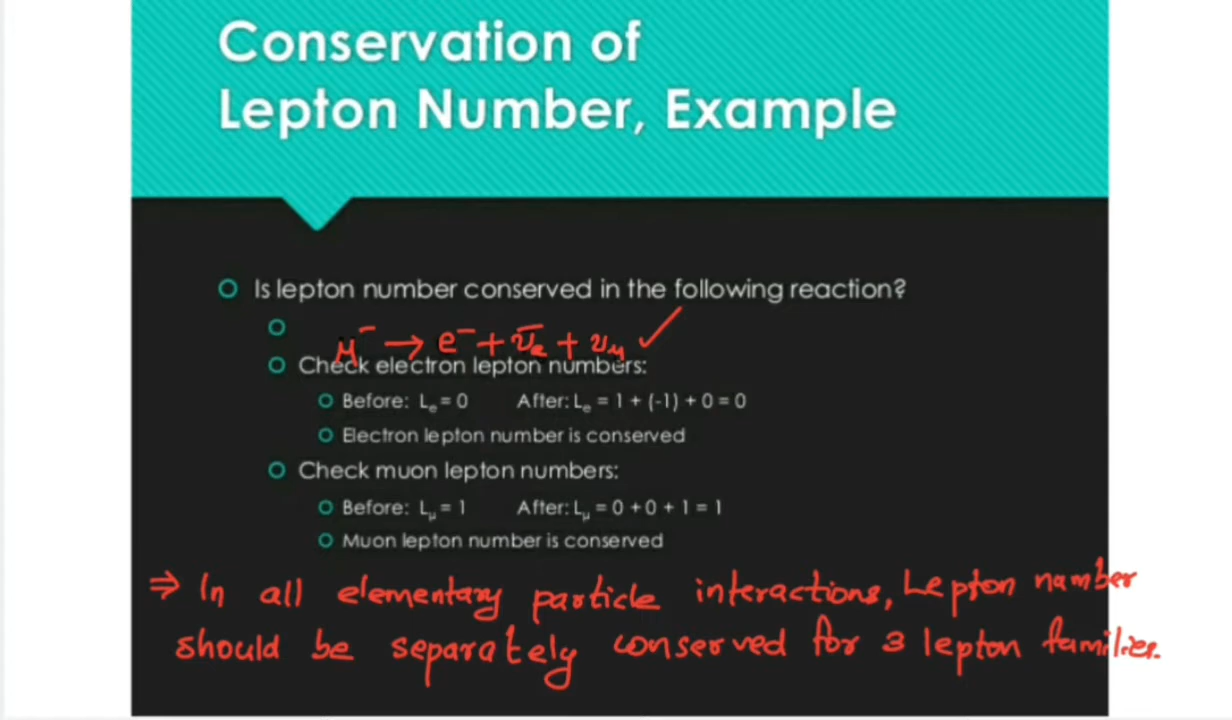 Conservation of
Lepton Number, Example
Is lepton number conserved in the following reaction?
μ⁻ → e⁻ + ν̅ₑ + νμ ✓
Check electron lepton numbers:
Before: Lₑ = 0 After: Lₑ = 1 + (-1) + 0 = 0
Electron lepton number is conserved
Check muon lepton numbers:
Before: Lμ = 1 After: Lμ = 0 +0 + 1 = 1
Muon lepton number is conserved
⇒ In all elementary particle interactions, Lepton number
should be separately conserved for 3 lepton families.